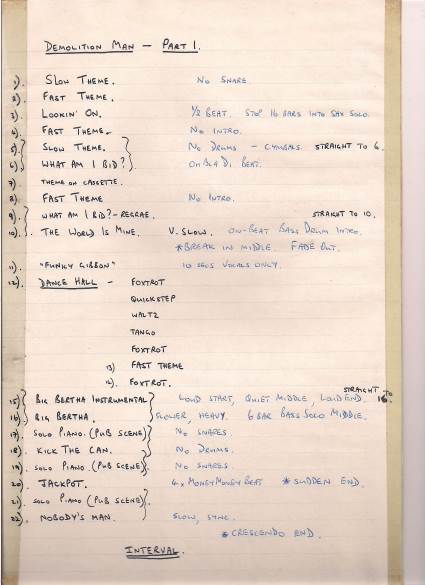 DEMOLITION MAN — PART 1.
1). SLOW THEME. NO SNARE.
2). FAST THEME.
3). LOOKIN' ON. 1/2 BEAT. STOP 16 BARS INTO SAX SOLO.
4). FAST THEME. NO INTRO.
5). SLOW THEME. NO DRUMS - CYMBALS. STRAIGHT TO 6.
6). WHAT AM I BID? OBLADI BEAT.
7). THEME ON CASSETTE.
8). FAST THEME NO INTRO.
9). WHAT AM I BID? - REGGAE. STRAIGHT TO 10.
10). THE WORLD IS MINE. V. SLOW. ON-BEAT BASS DRUM INTRO.
*BREAK IN MIDDLE. FADE OUT.
11). "FUNKY GIBBON" 10 SECS VOCALS ONLY.
12). DANCE HALL — FOXTROT
QUICKSTEP
WALTZ
TANGO
FOXTROT
13) FAST THEME
14). FOXTROT.
15) BIG BERTHA INSTRUMENTAL LOUD START, QUIET MIDDLE, LOUD END. STRAIGHT TO 16
16). BIG BERTHA. SLOWER, HEAVY. 6 BAR BASS SOLO MIDDLE.
17). SOLO PIANO. (PUB SCENE) NO SNARES.
18). KICK THE CAN. NO DRUMS.
19). SOLO PIANO. (PUB SCENE) NO SNARES
20). JACKPOT. 4 x MONEY MONEY BEAT * SUDDEN END.
21). SOLO PIANO (PUB SCENE).
22). NOBODY'S MAN. SLOW, SYNC.
* CRESCENDO END.
INTERVAL.